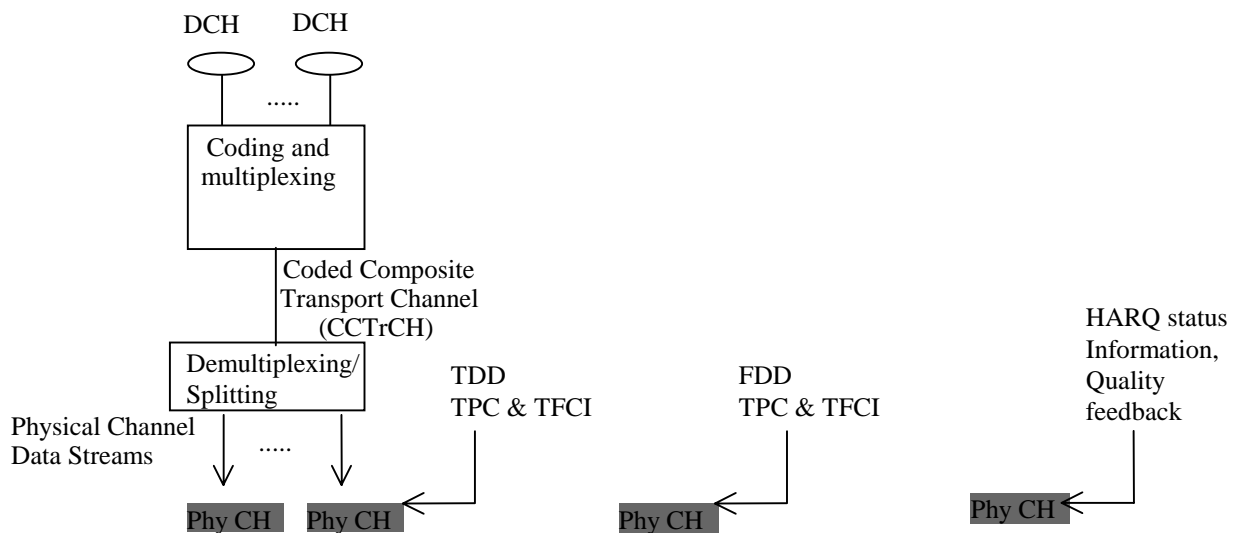 DCH DCH
.....
Coding and
multiplexing
Coded Composite
Transport Channel
(CCTrCH)
Demultiplexing/
Splitting
Physical Channel
Data Streams
.....
TDD
TPC & TFCI
FDD
TPC & TFCI
HARQ status
Information,
Quality
feedback
Phy CH Phy CH Phy CH Phy CH